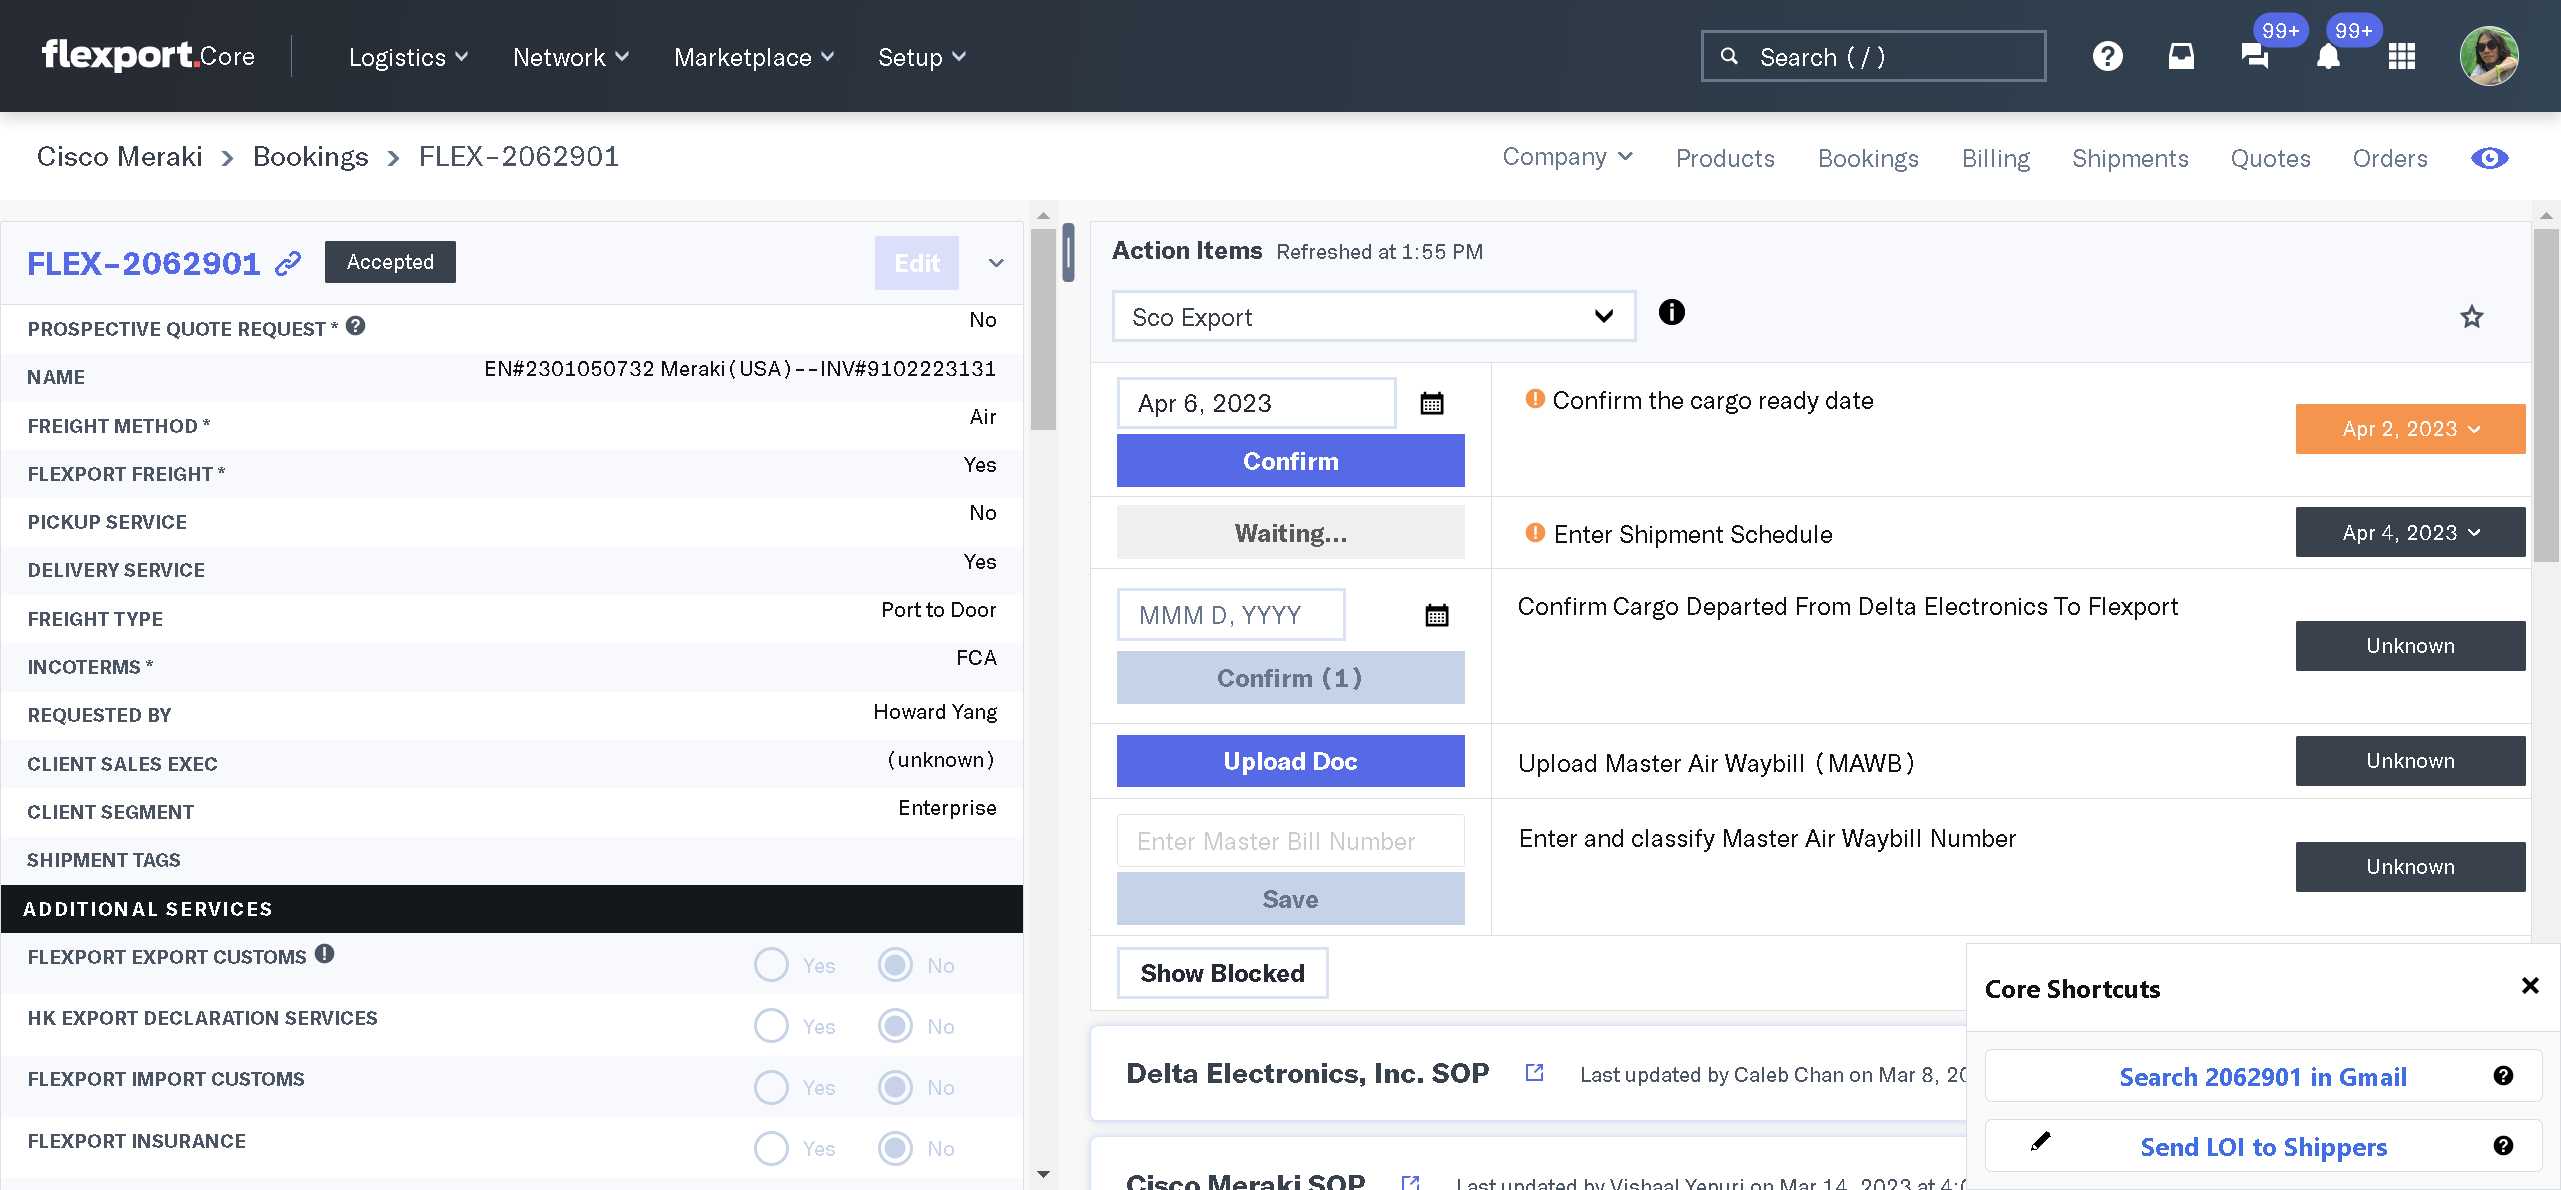 flexport.Core
Logistics
Network
Marketplace
Setup
Search (/)
99+
99+
Cisco Meraki > Bookings > FLEX-2062901
Company
Products
Bookings
Billing
Shipments
Quotes
Orders
FLEX-2062901
Accepted
Edit
PROSPECTIVE QUOTE REQUEST *
No
NAME
EN#2301050732 Meraki(USA)--INV#9102223131
FREIGHT METHOD *
Air
FLEXPORT FREIGHT *
Yes
PICKUP SERVICE
No
DELIVERY SERVICE
Yes
FREIGHT TYPE
Port to Door
INCOTERMS *
FCA
REQUESTED BY
Howard Yang
CLIENT SALES EXEC
(unknown)
CLIENT SEGMENT
Enterprise
SHIPMENT TAGS
ADDITIONAL SERVICES
FLEXPORT EXPORT CUSTOMS
Yes
No
HK EXPORT DECLARATION SERVICES
Yes
No
FLEXPORT IMPORT CUSTOMS
Yes
No
FLEXPORT INSURANCE
Yes
No
Action Items Refreshed at 1:55 PM
Sco Export
Apr 6, 2023
Confirm
Confirm the cargo ready date
Apr 2, 2023
Waiting...
Enter Shipment Schedule
Apr 4, 2023
MMM D, YYYY
Confirm (1)
Confirm Cargo Departed From Delta Electronics To Flexport
Unknown
Upload Doc
Upload Master Air Waybill (MAWB)
Unknown
Enter Master Bill Number
Save
Enter and classify Master Air Waybill Number
Unknown
Show Blocked
Delta Electronics, Inc. SOP
Last updated by Caleb Chan on Mar 8, 20
Cisco Meraki SOP
Last updated by Vishaal Yepuri on Mar 14, 2023 at 4:0
Core Shortcuts
Search 2062901 in Gmail
Send LOI to Shippers